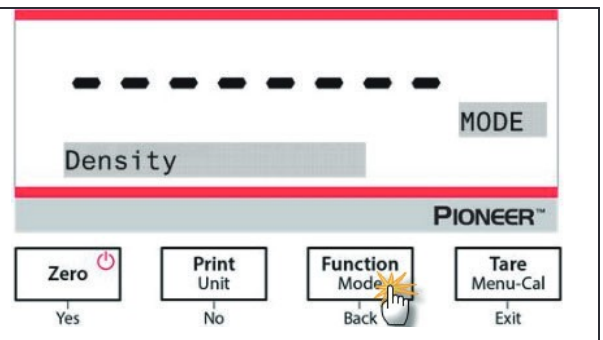 --------
MODE
Density
PIONEER™
Zero Print Function Tare
Unit Mode Menu-Cal
Yes No Back Exit